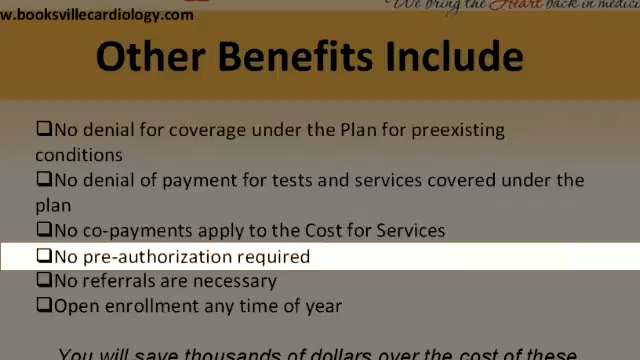 w.booksvillecardiology.com
We bring the Heart back in medici
Other Benefits Include
❑No denial for coverage under the Plan for preexisting
conditions
❑No denial of payment for tests and services covered under the
plan
❑No co-payments apply to the Cost for Services
❑No pre-authorization required
❑No referrals are necessary
❑Open enrollment any time of year
You will save thousands of dollars over the cost of these